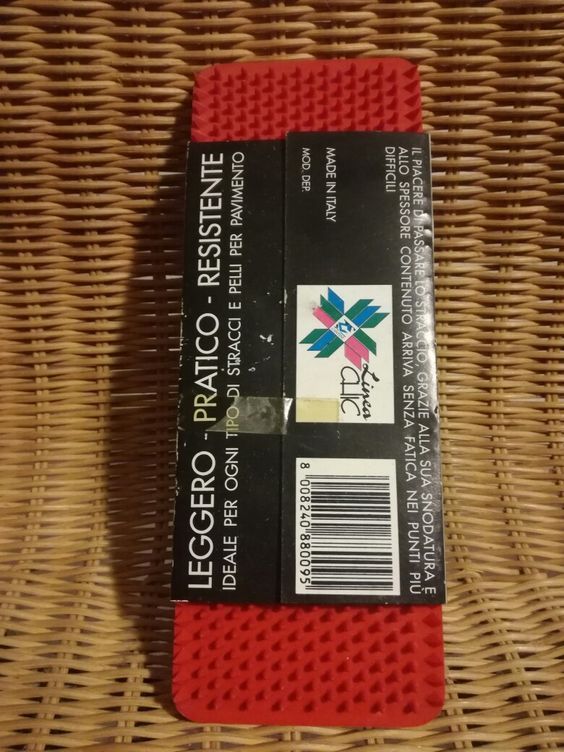 LEGGERO - PRATICO - RESISTENTE
IDEALE PER OGNI TIPO DI STRACCI E PELLI PER PAVIMENTO
IL PIACERE DI PASSARE LO STRACCIO, GRAZIE ALLA SUA SNODATURA E
ALLO SPESSORE CONTENUTO ARRIVA SENZA FATICA NEI PUNTI PIÙ
DIFFICILI
MADE IN ITALY
MOD. DEP.
Linea
CLIC
8 008240 880095